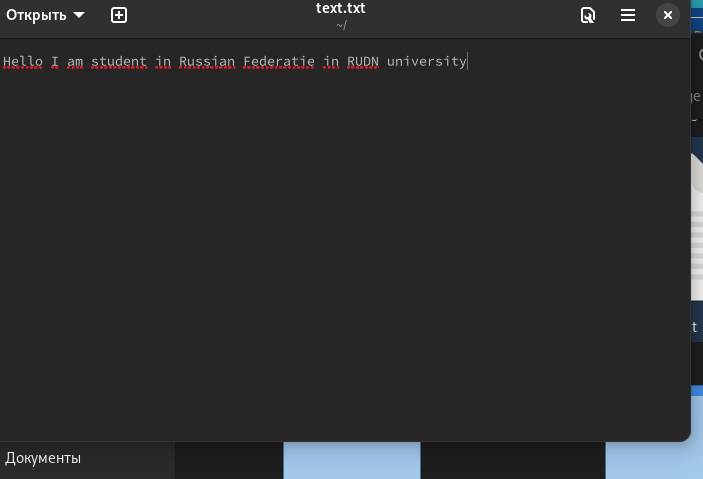 Открыть
text.txt
~/
Hello I am student in Russian Federatie in RUDN university
Документы